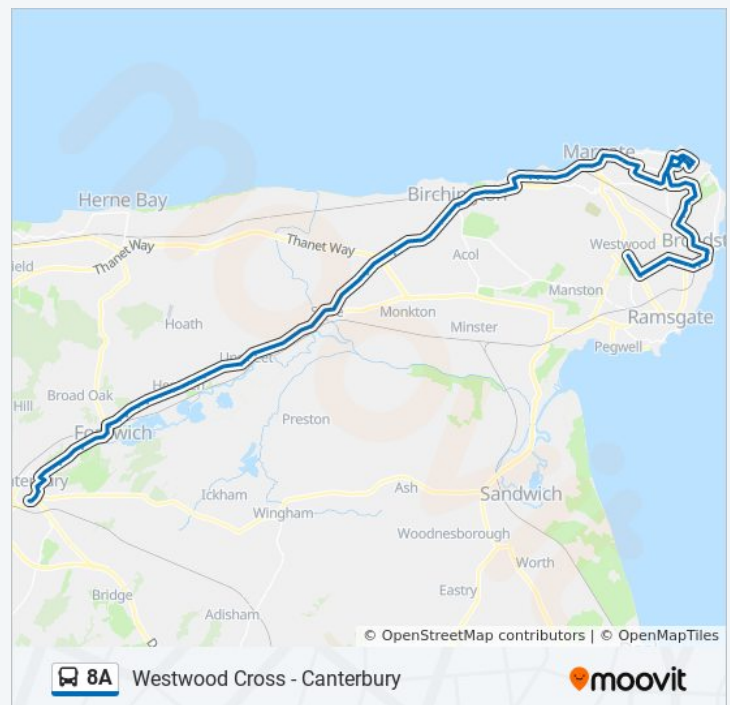 Margate
Herne Bay
Birchington
Thanet Way
Thanet Way
Westwood
Acol
Manston
Hoath
Monkton
Ramsgate
Minster
Pegwell
Broad Oak
Hill
Preston
Ickham
Ash
Sandwich
Wingham
Woodnesborough
Worth
Bridge
Eastry
Adisham
© OpenStreetMap contributors | © OpenMapTiles
8A Westwood Cross - Canterbury
moovit